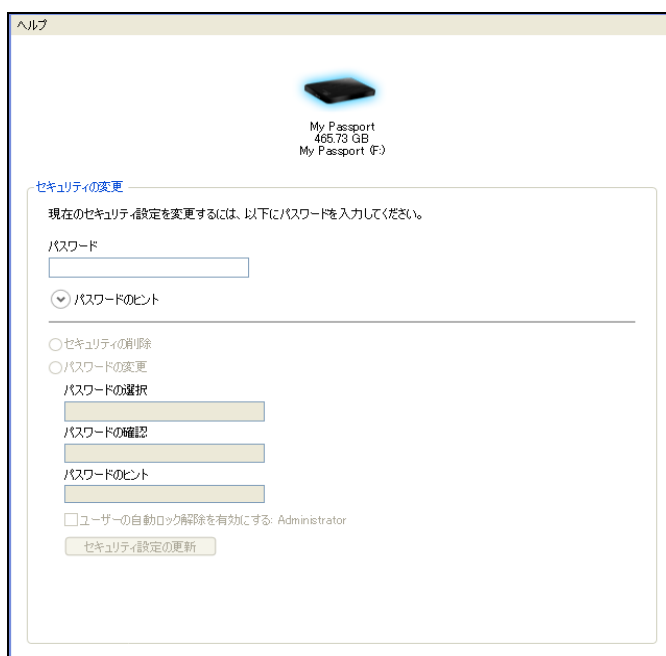 ヘルプ
My Passport
465.73 GB
My Passport (F:)
セキュリティの変更
現在のセキュリティ設定を変更するには、以下にパスワードを入力してください。
パスワード
パスワードのヒント
セキュリティの削除
パスワードの変更
パスワードの選択
パスワードの確認
パスワードのヒント
ユーザーの自動ロック解除を有効にする: Administrator
セキュリティ設定の更新